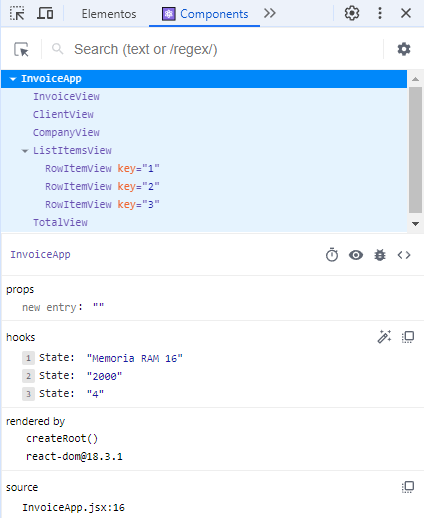 Elementos Components
Search (text or /regex/)
InvoiceApp
InvoiceView
ClientView
CompanyView
ListItemsView
RowItemView key="1"
RowItemView key="2"
RowItemView key="3"
TotalView
InvoiceApp
props
new entry: ""
hooks
1 State: "Memoria RAM 16"
2 State: "2000"
3 State: "4"
rendered by
createRoot()
react-dom@18.3.1
source
InvoiceApp.jsx:16